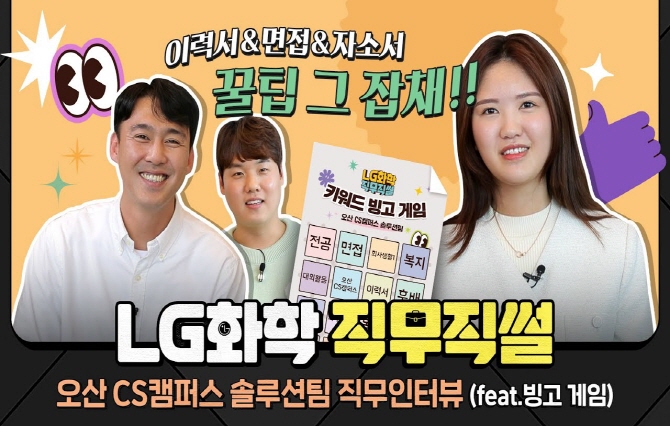 이력서&면접&자소서
꿀팁 그 잡채!!
LG화학
직무직썰
키워드 빙고 게임
오산 CS캠퍼스 솔루션팀
전공 면접 회사생활1 복지
대외활동 오산 CS캠퍼스 이력서 후배
LG화학 직무직썰
오산 CS캠퍼스 솔루션팀 직무인터뷰 (feat.빙고 게임)